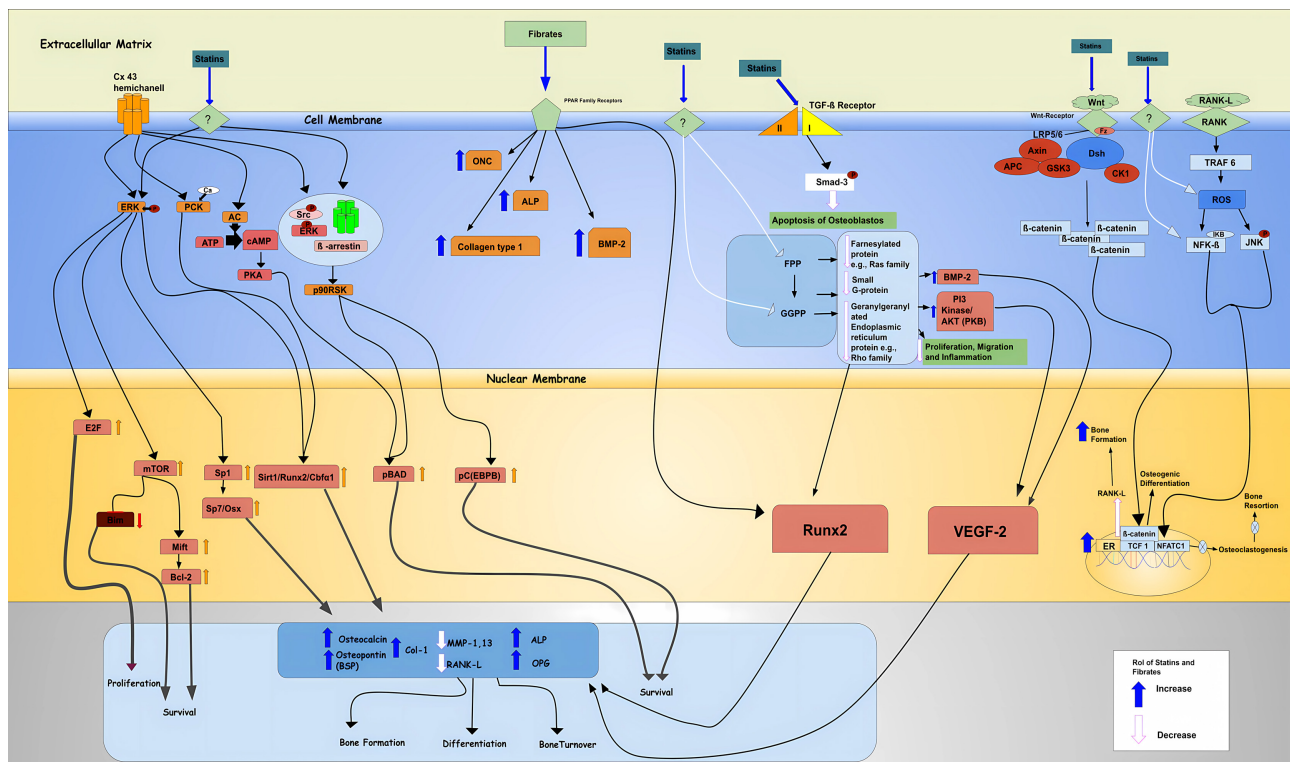 Extracellullar Matrix
Cx 43
hemichanell
Statins
Fibrates
Statins
Statins
Statins
Statins
PPAR Family Receptors
TGF-ß Receptor
Wnt
Wnt-Receptor
RANK-L
?
Cell Membrane
?
II
I
Fz
?
RANK
LRP5/6
Axin
APC
GSK3
Dsh
CK1
TRAF 6
ROS
ERK
P
Ca
PCK
AC
ATP
cAMP
PKA
P
Src
P
ERK
ß -arrestin
p90RSK
ONC
ALP
Collagen type 1
BMP-2
Smad-3
P
Apoptosis of Osteoblastos
FPP
GGPP
Farnesylated
protein
e.g., Ras family
Small
G-protein
Geranylgeranyl
ated
Endoplasmic
reticulum
protein e.g.,
Rho family
BMP-2
PI3
Kinase/
AKT (PKB)
Proliferation, Migration
and Inflammation
ß-catenin
ß-catenin
ß-catenin
ß-catenin
IKB
NFK-ß
P
JNK
Nuclear Membrane
E2F
mTOR
Bim
Mift
Bcl-2
Sp1
Sp7/Osx
Sirt1/Runx2/Cbfα1
pBAD
pC(EBPB)
Runx2
VEGF-2
Bone
Formation
Osteogenic
Differentiation
RANK-L
Bone
Resortion
ß-catenin
ER
TCF 1
NFATC1
Osteoclastogenesis
Osteocalcin
Osteopontin
(BSP)
Col-1
MMP-1,13
RANK-L
ALP
OPG
Proliferation
Survival
Survival
Bone Formation
Differentiation
BoneTurnover
Rol of Statins and
Fibrates
Increase
Decrease